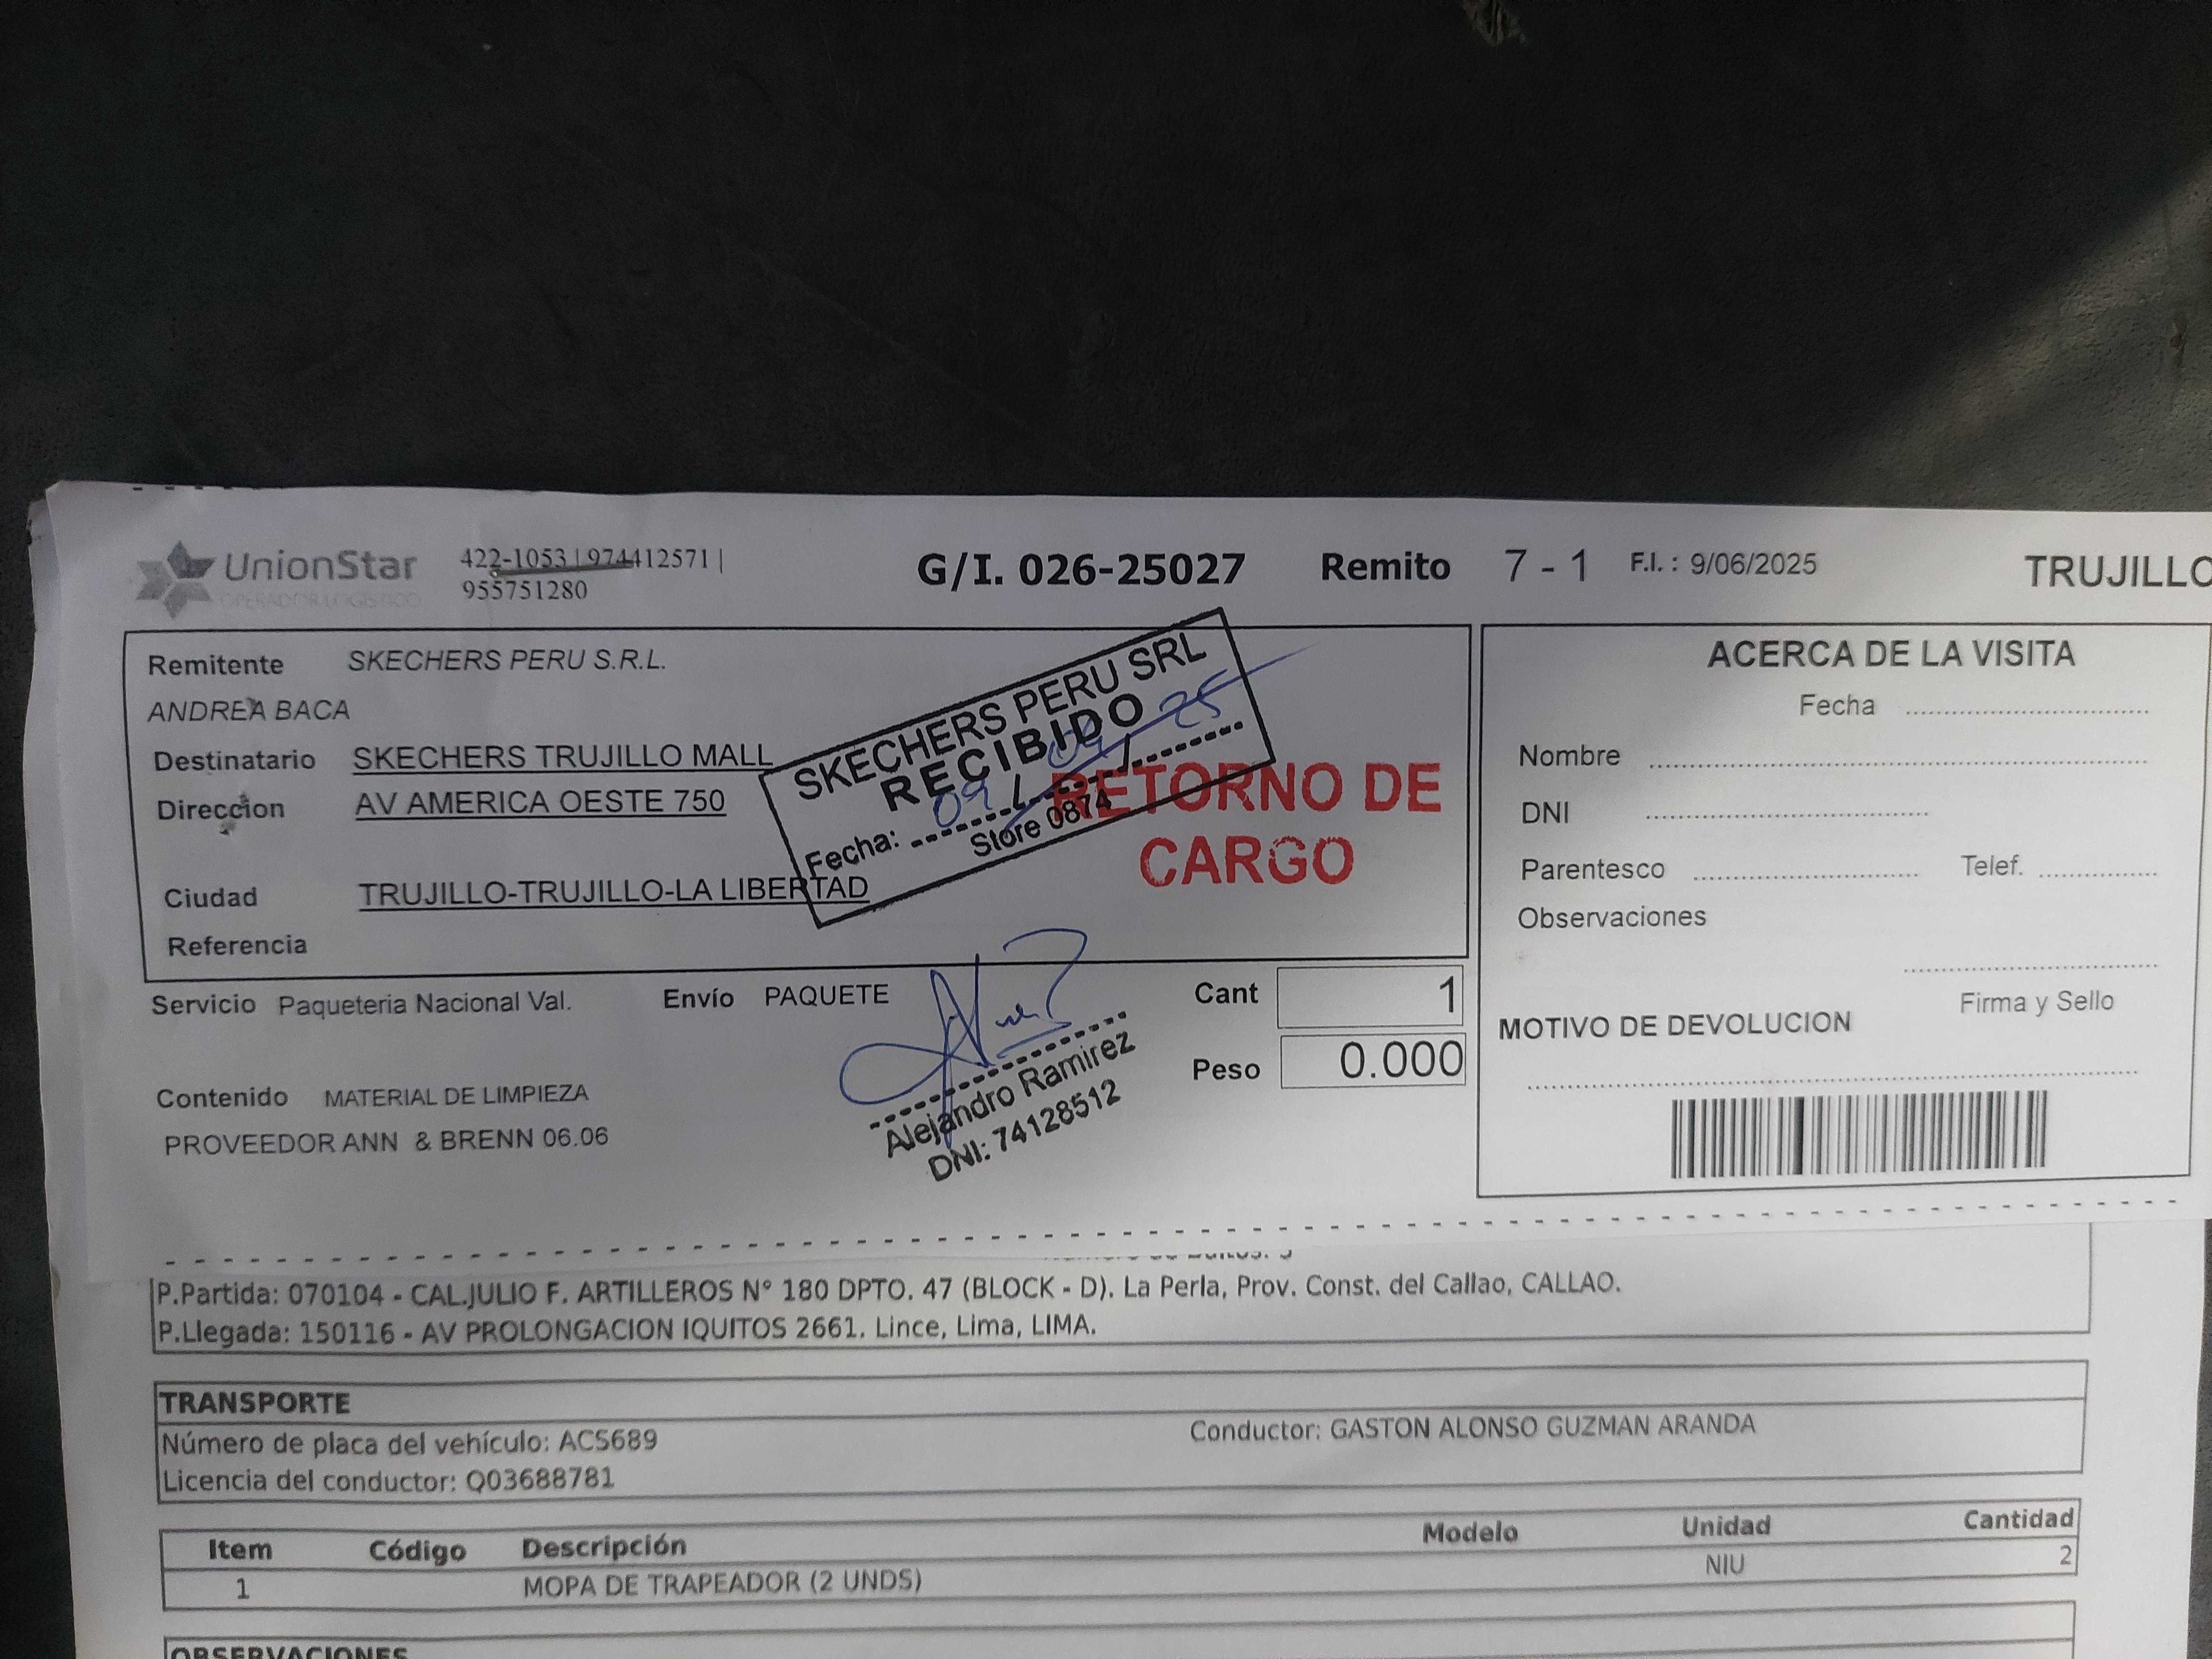 UnionStar
OPERADOR LOGISTICO
422-1053 | 974412571 |
955751280
G/I. 026-25027 Remito 7 - 1 F.I. : 9/06/2025 TRUJILLO
Remitente SKECHERS PERU S.R.L.
ANDREA BACA
Destinatario SKECHERS TRUJILLO MALL
Direccion AV AMERICA OESTE 750
Ciudad TRUJILLO-TRUJILLO-LA LIBERTAD
Referencia
SKECHERS PERU SRL
RECIBIDO
Fecha: 09 / 09 / 25
Store 0874
RETORNO DE
CARGO
ACERCA DE LA VISITA
Fecha
Nombre
DNI
Parentesco Telef.
Observaciones
Firma y Sello
MOTIVO DE DEVOLUCION
Servicio Paqueteria Nacional Val. Envío PAQUETE
Cant 1
Peso 0.000
Contenido MATERIAL DE LIMPIEZA
PROVEEDOR ANN & BRENN 06.06
Alejandro Ramirez
DNI: 74128512
P.Partida: 070104 - CAL.JULIO F. ARTILLEROS N° 180 DPTO. 47 (BLOCK - D). La Perla, Prov. Const. del Callao, CALLAO.
P.Llegada: 150116 - AV PROLONGACION IQUITOS 2661. Lince, Lima, LIMA.
TRANSPORTE
Número de placa del vehículo: ACS689 Conductor: GASTON ALONSO GUZMAN ARANDA
Licencia del conductor: Q03688781
Item Código Descripción Modelo Unidad Cantidad
1 MOPA DE TRAPEADOR (2 UNDS) NIU 2
OBSERVACIONES